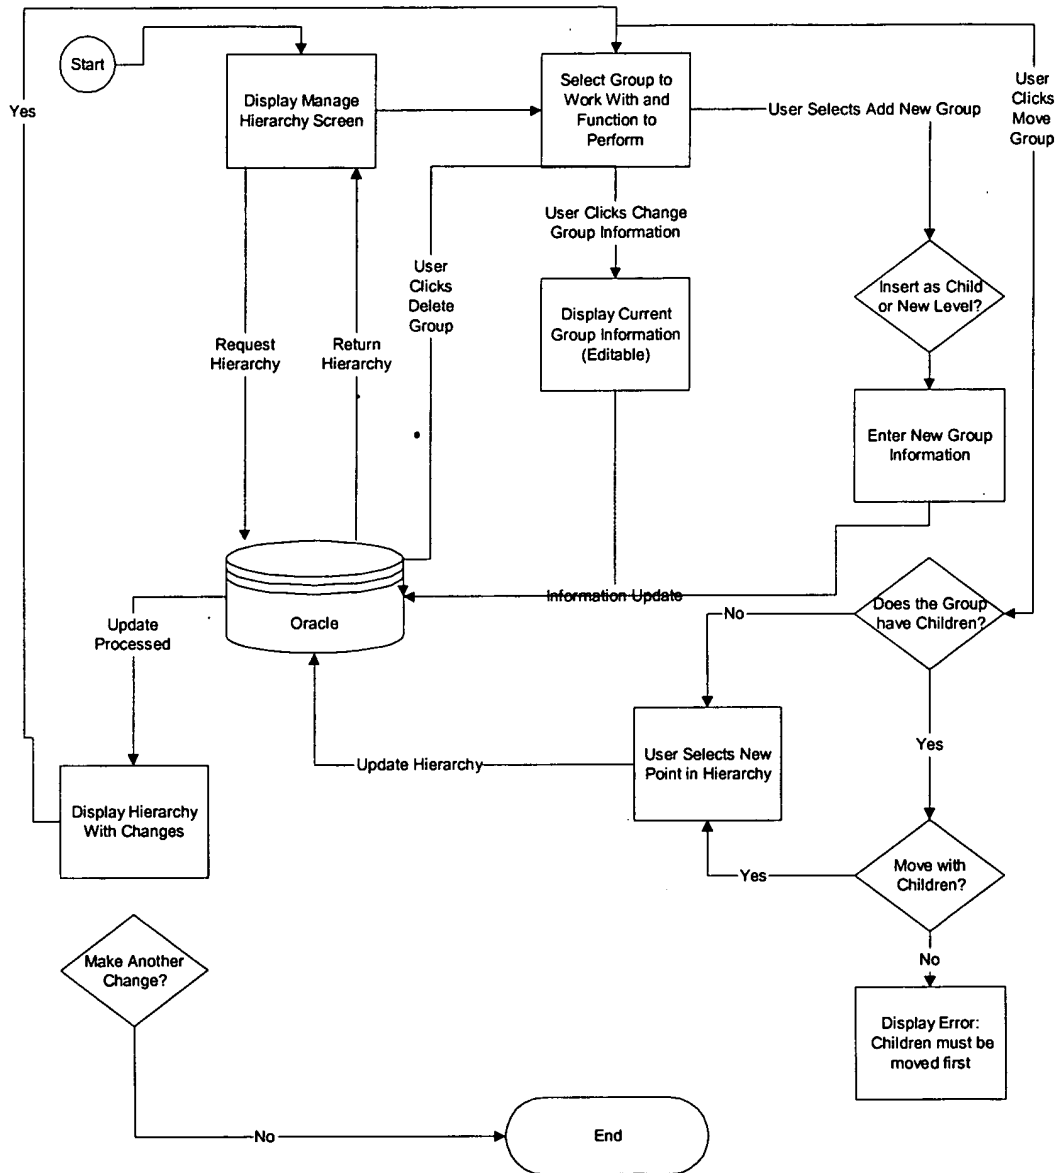 Start
Yes
Display Manage
Hierarchy Screen
Select Group to
Work With and
Function to
Perform
User Selects Add New Group
User
Clicks
Move
Group
User Clicks Change
Group Information
User
Clicks
Delete
Group
Insert as Child
or New Level?
Display Current
Group Information
(Editable)
Request
Hierarchy
Return
Hierarchy
Enter New Group
Information
Information Update
Oracle
Does the Group
have Children?
No
Update
Processed
Yes
User Selects New
Point in Hierarchy
Update Hierarchy
Display Hierarchy
With Changes
Move with
Children?
Yes
No
Make Another
Change?
Display Error:
Children must be
moved first
No
End